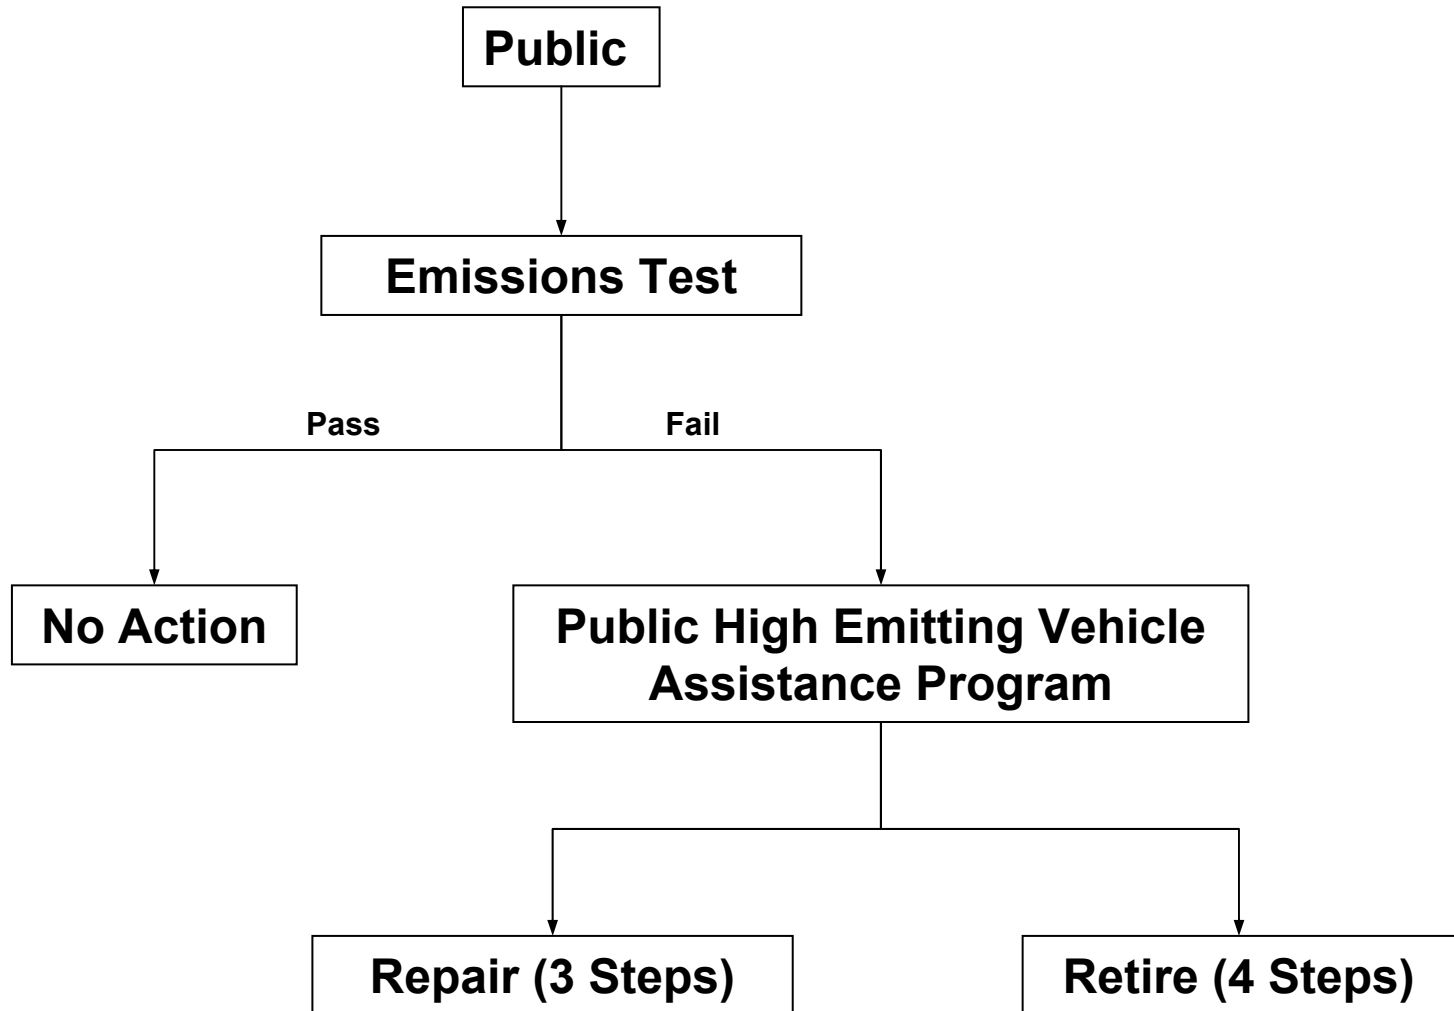 Public
Emissions Test
Pass
Fail
No Action
Public High Emitting Vehicle
Assistance Program
Repair (3 Steps)
Retire (4 Steps)